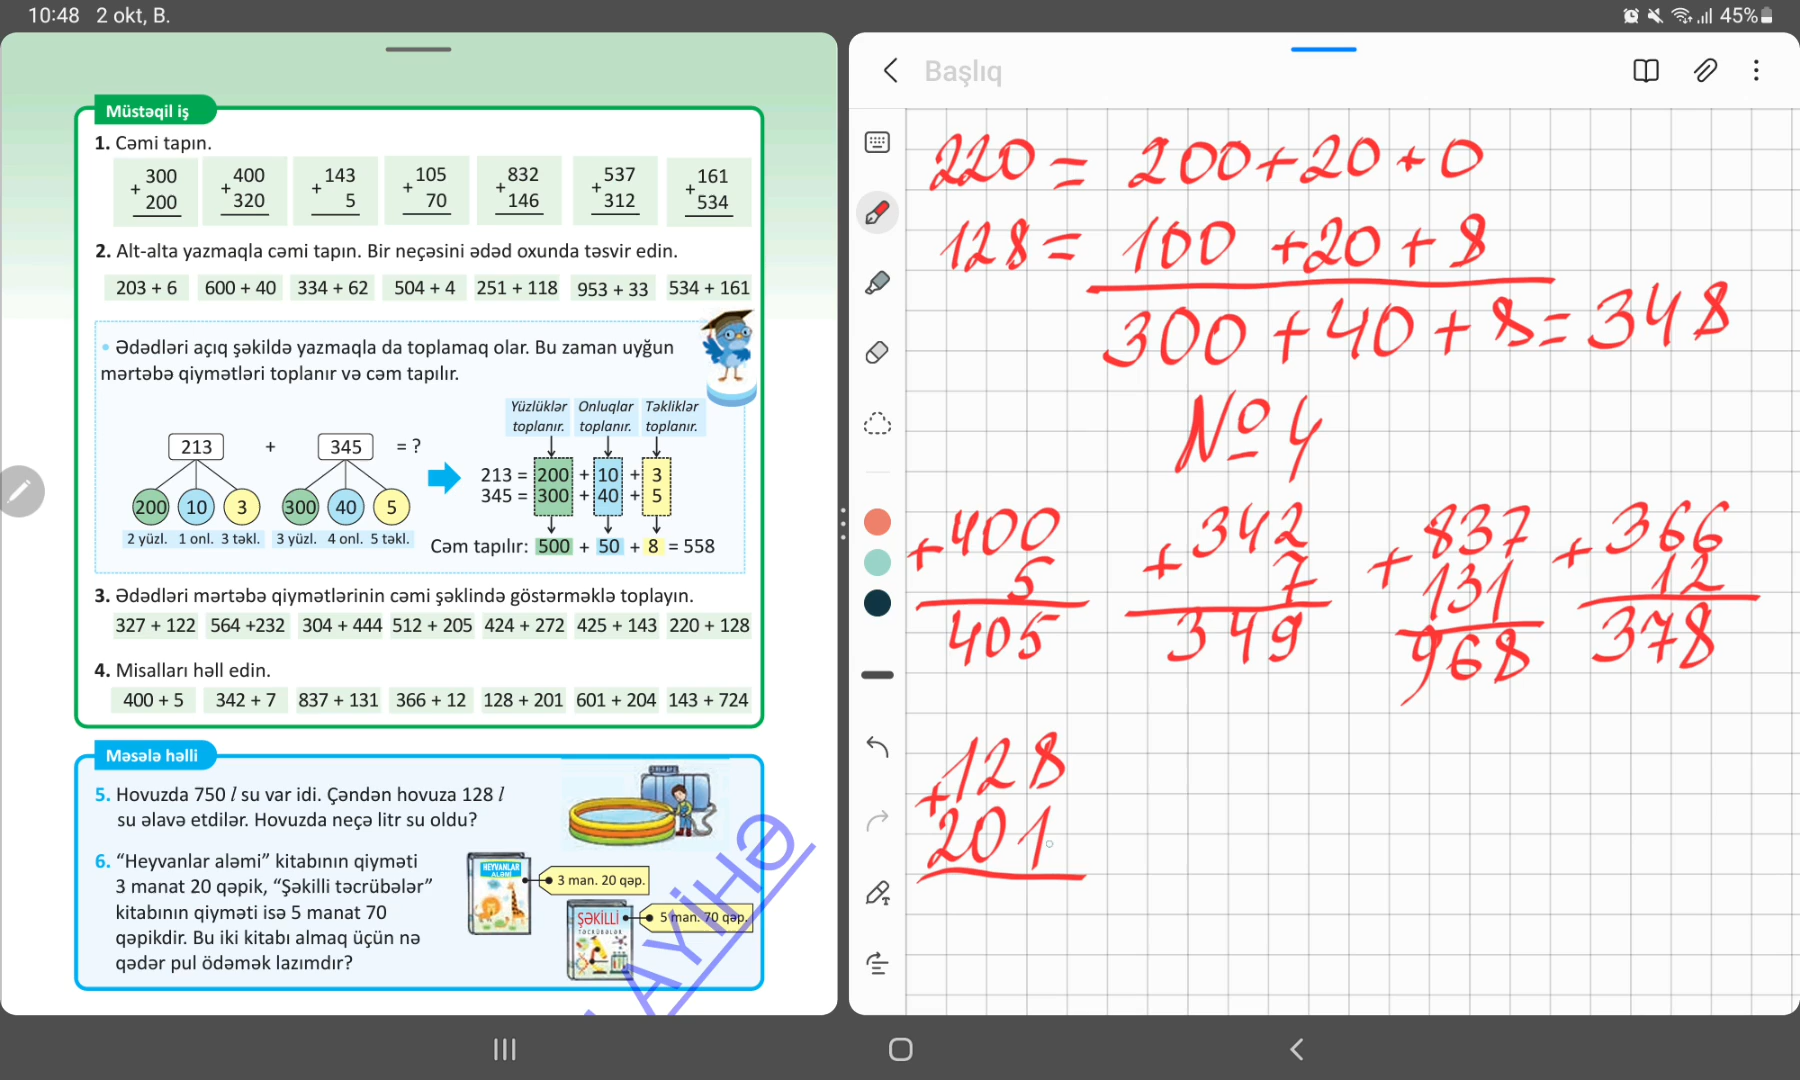 10:48 2 okt, B.
45%
Müstəqil iş
1. Cəmi tapın.
300 + 200
400 + 320
143 + 5
105 + 70
832 + 146
537 + 312
161 + 534
2. Alt-alta yazmaqla cəmi tapın. Bir neçəsini ədəd oxunda təsvir edin.
203 + 6 600 + 40 334 + 62 504 + 4 251 + 118 953 + 33 534 + 161
• Ədədləri açıq şəkildə yazmaqla da toplamaq olar. Bu zaman uyğun
mərtəbə qiymətləri toplanır və cəm tapılır.
Yüzlüklər Onluqlar Təkliklər
toplanır. toplanır. toplanır.
213 + 345 = ?
213 = 200 + 10 + 3
345 = 300 + 40 + 5
200 10 3 300 40 5
2 yüzl. 1 onl. 3 təkl. 3 yüzl. 4 onl. 5 təkl.
Cəm tapılır: 500 + 50 + 8 = 558
3. Ədədləri mərtəbə qiymətlərinin cəmi şəklində göstərməklə toplayın.
327 + 122 564 +232 304 + 444 512 + 205 424 + 272 425 + 143 220 + 128
4. Misalları həll edin.
400 + 5 342 + 7 837 + 131 366 + 12 128 + 201 601 + 204 143 + 724
Məsələ həlli
5. Hovuzda 750 l su var idi. Çəndən hovuza 128 l
su əlavə etdilər. Hovuzda neçə litr su oldu?
6. “Heyvanlar aləmi” kitabının qiyməti
3 manat 20 qəpik, “Şəkilli təcrübələr”
kitabının qiyməti isə 5 manat 70
qəpikdir. Bu iki kitabı almaq üçün nə
qədər pul ödəmək lazımdır?
HEYVANLAR
ALƏMİ
3 man. 20 qəp.
ŞƏKİLLİ
TƏCRÜBƏLƏR
5 man. 70 qəp.
AYİHƏ
Başlıq
220 = 200+20+0
128 = 100 +20+8
300+40+8=348
№4
+400
5
405
+342
7
349
+837
131
968
+366
12
378
+128
201